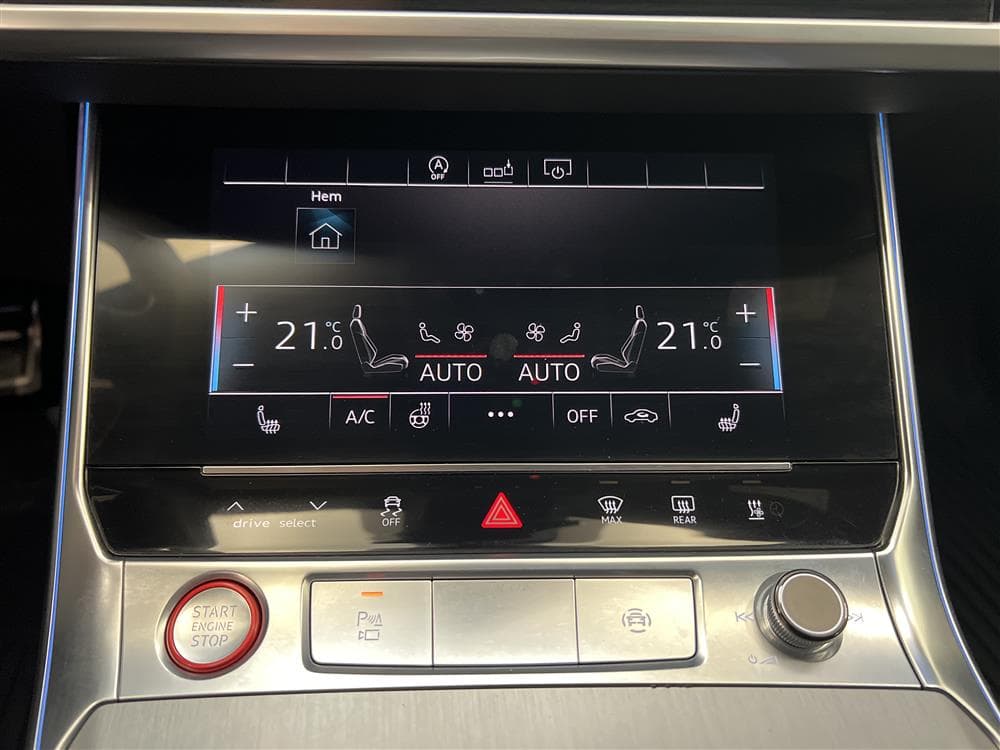 A
OFF
Hem
+ 21.0 °C 21.0 °C +
− AUTO AUTO −
A/C ... OFF
drive select OFF MAX REAR
START
ENGINE
STOP
P